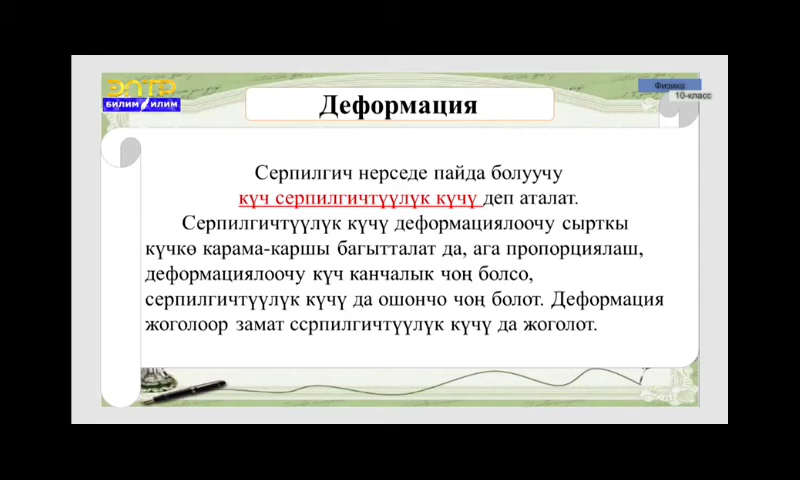 ЭЛТР
БИЛИМ ИЛИМ
Деформация
Физика
10-класс
Серпилгич нерседе пайда болуучу
күч серпилгичтүүлүк күчү деп аталат.
Серпилгичтүүлүк күчү деформациялоочу сырткы
күчкө карама-каршы багытталат да, ага пропорциялаш,
деформациялоочу күч канчалык чоң болсо,
серпилгичтүүлүк күчү да ошончо чоң болот. Деформация
жоголоор замат ссрпилгичтүүлүк күчү да жоголот.